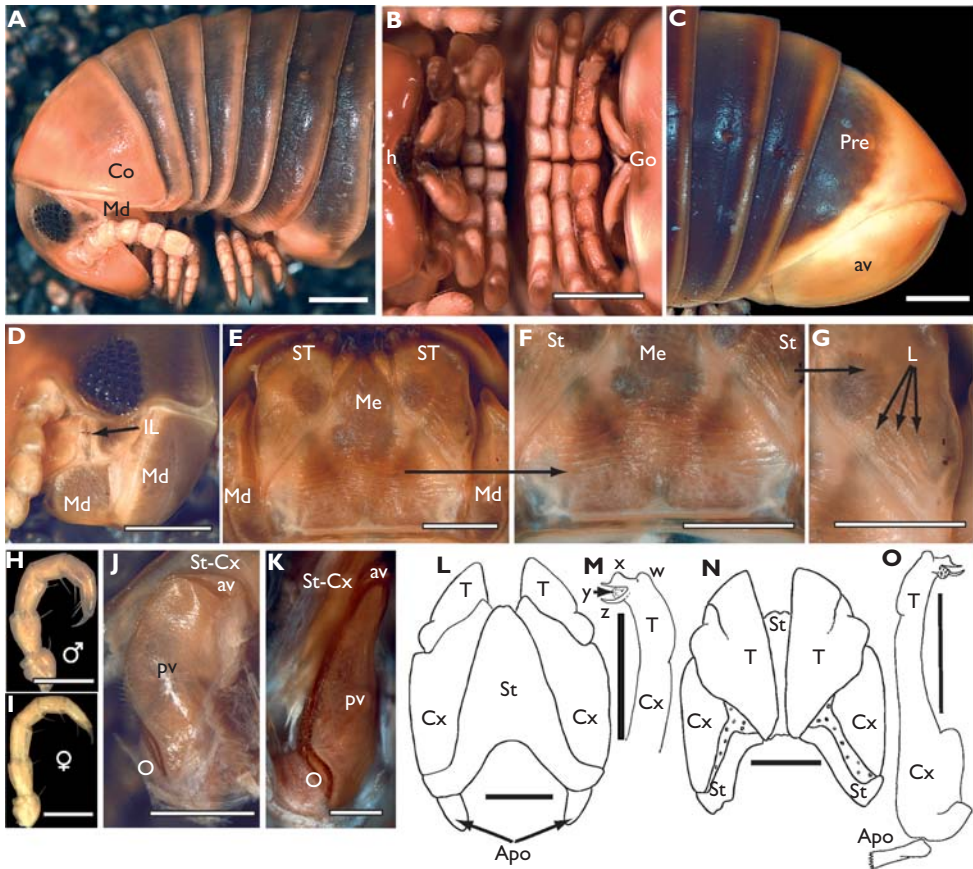 A
Co
Md
B
h
Go
C
Pre
av
D
IL
Md
Md
E
ST
ST
Me
Md
Md
F
St
Me
St
G
L
H
♂
I
♀
J
St-Cx
av
pv
O
K
St-Cx
av
pv
O
L
T
T
St
Cx
Cx
Apo
M
x
w
y
z
T
Cx
N
St
T
T
Cx
Cx
St
St
O
T
Cx
Apo